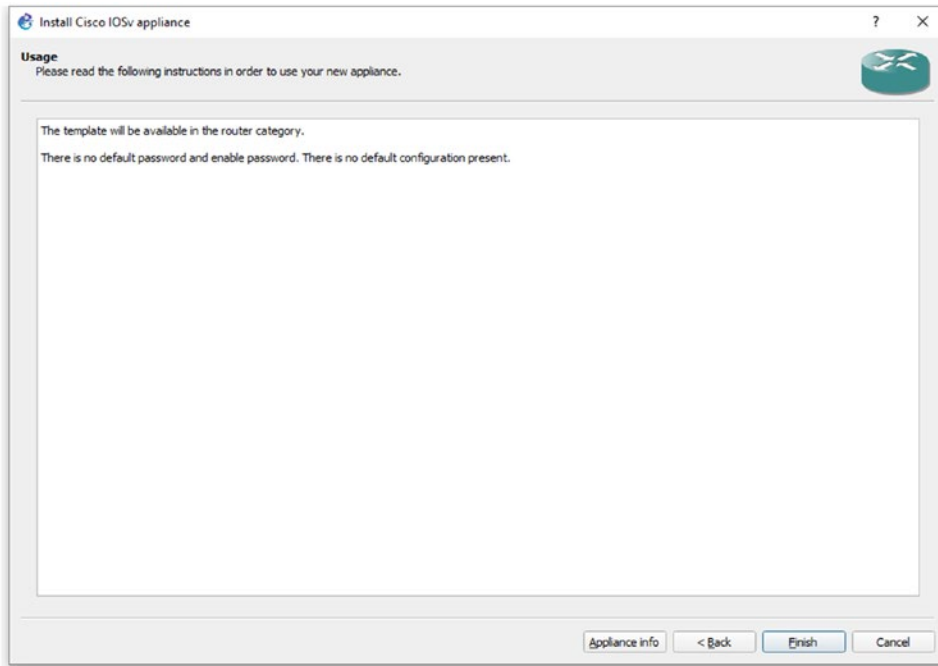 Install Cisco IOSv appliance
?
Usage
Please read the following instructions in order to use your new appliance.
The template will be available in the router category.
There is no default password and enable password. There is no default configuration present.
Appliance info
< Back
Finish
Cancel